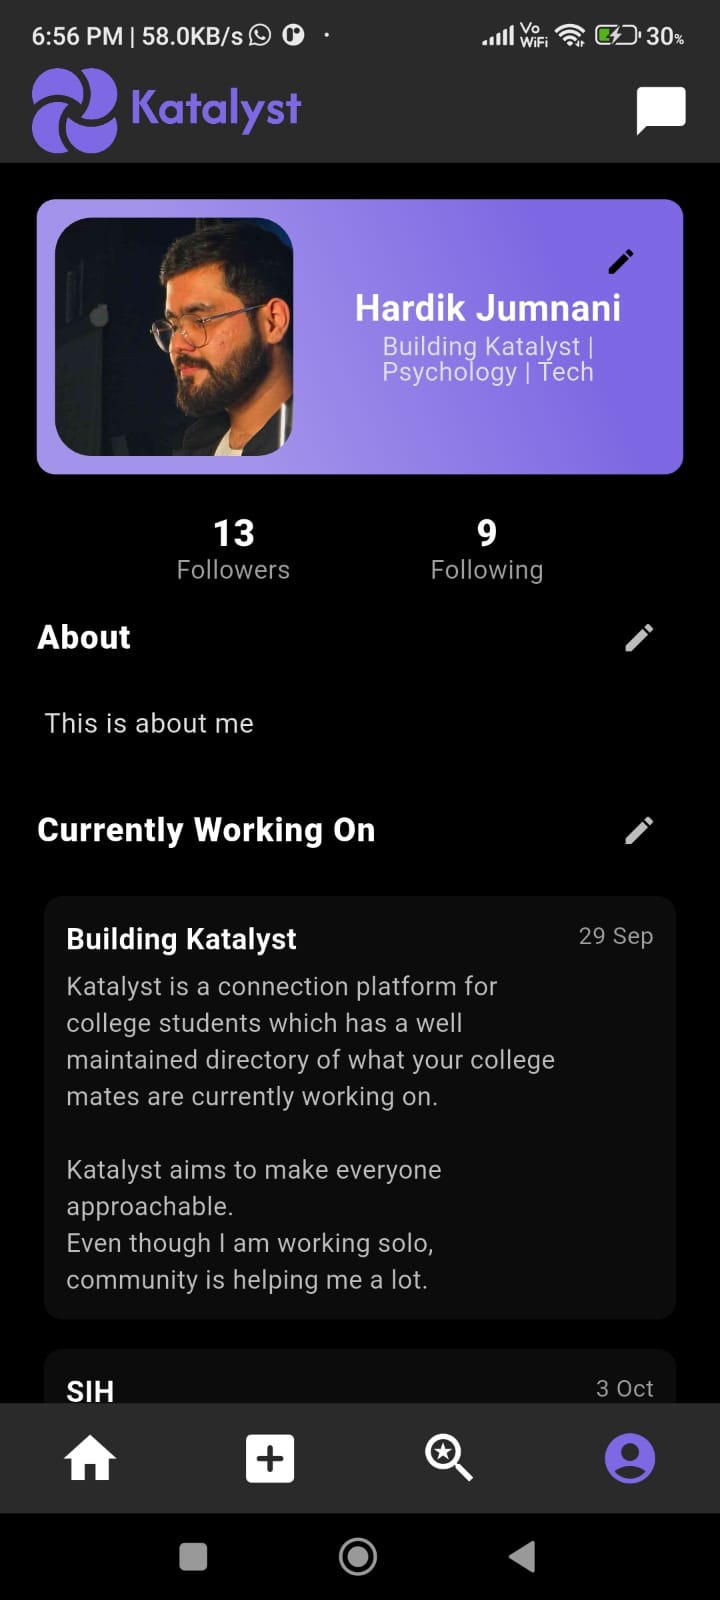 6:56 PM | 58.0KB/s
Vo
WiFi
30%
Katalyst
Hardik Jumnani
Building Katalyst |
Psychology | Tech
13
9
Followers
Following
About
This is about me
Currently Working On
Building Katalyst
29 Sep
Katalyst is a connection platform for
college students which has a well
maintained directory of what your college
mates are currently working on.
Katalyst aims to make everyone
approachable.
Even though I am working solo,
community is helping me a lot.
SIH
3 Oct